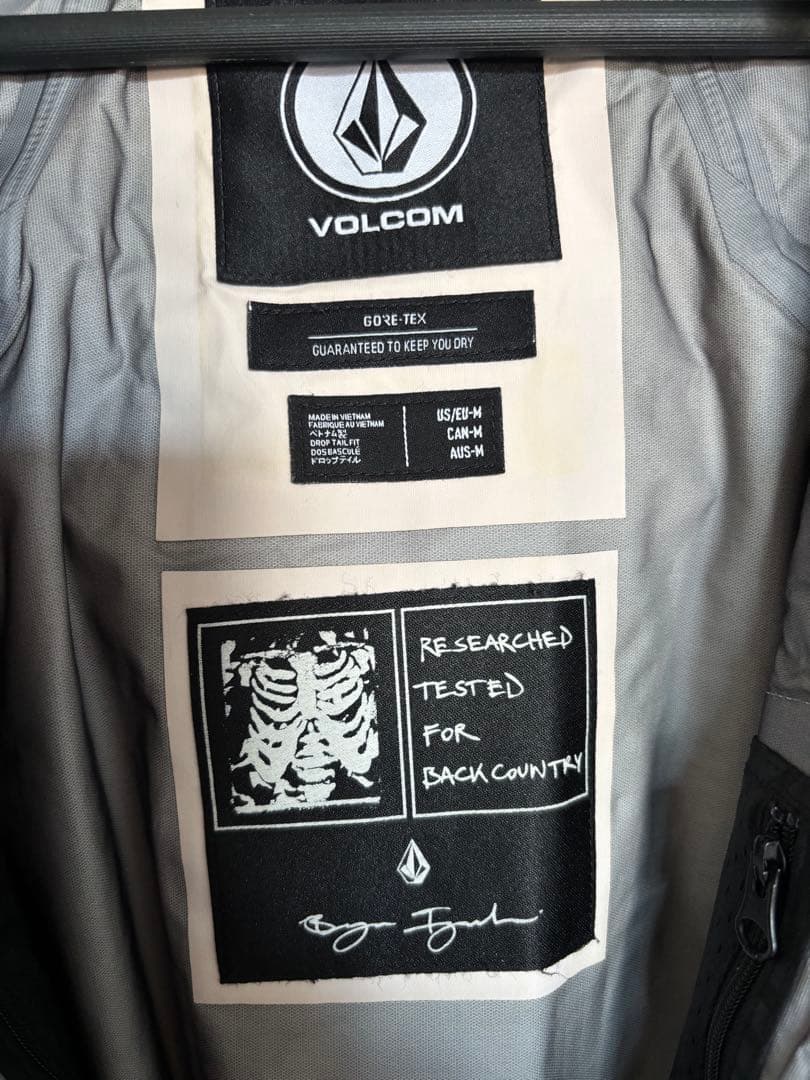 VOLCOM
GORE-TEX
GUARANTEED TO KEEP YOU DRY
MADE IN VIETNAM
FABRIQUE AU VIETNAM
ベトナム製
DROP TAIL FIT
DOS BASCULÉ
ドロップテイル
US/EU-M
CAN-M
AUS-M
RESEARCHED
TESTED
FOR
BACKCOUNTRY